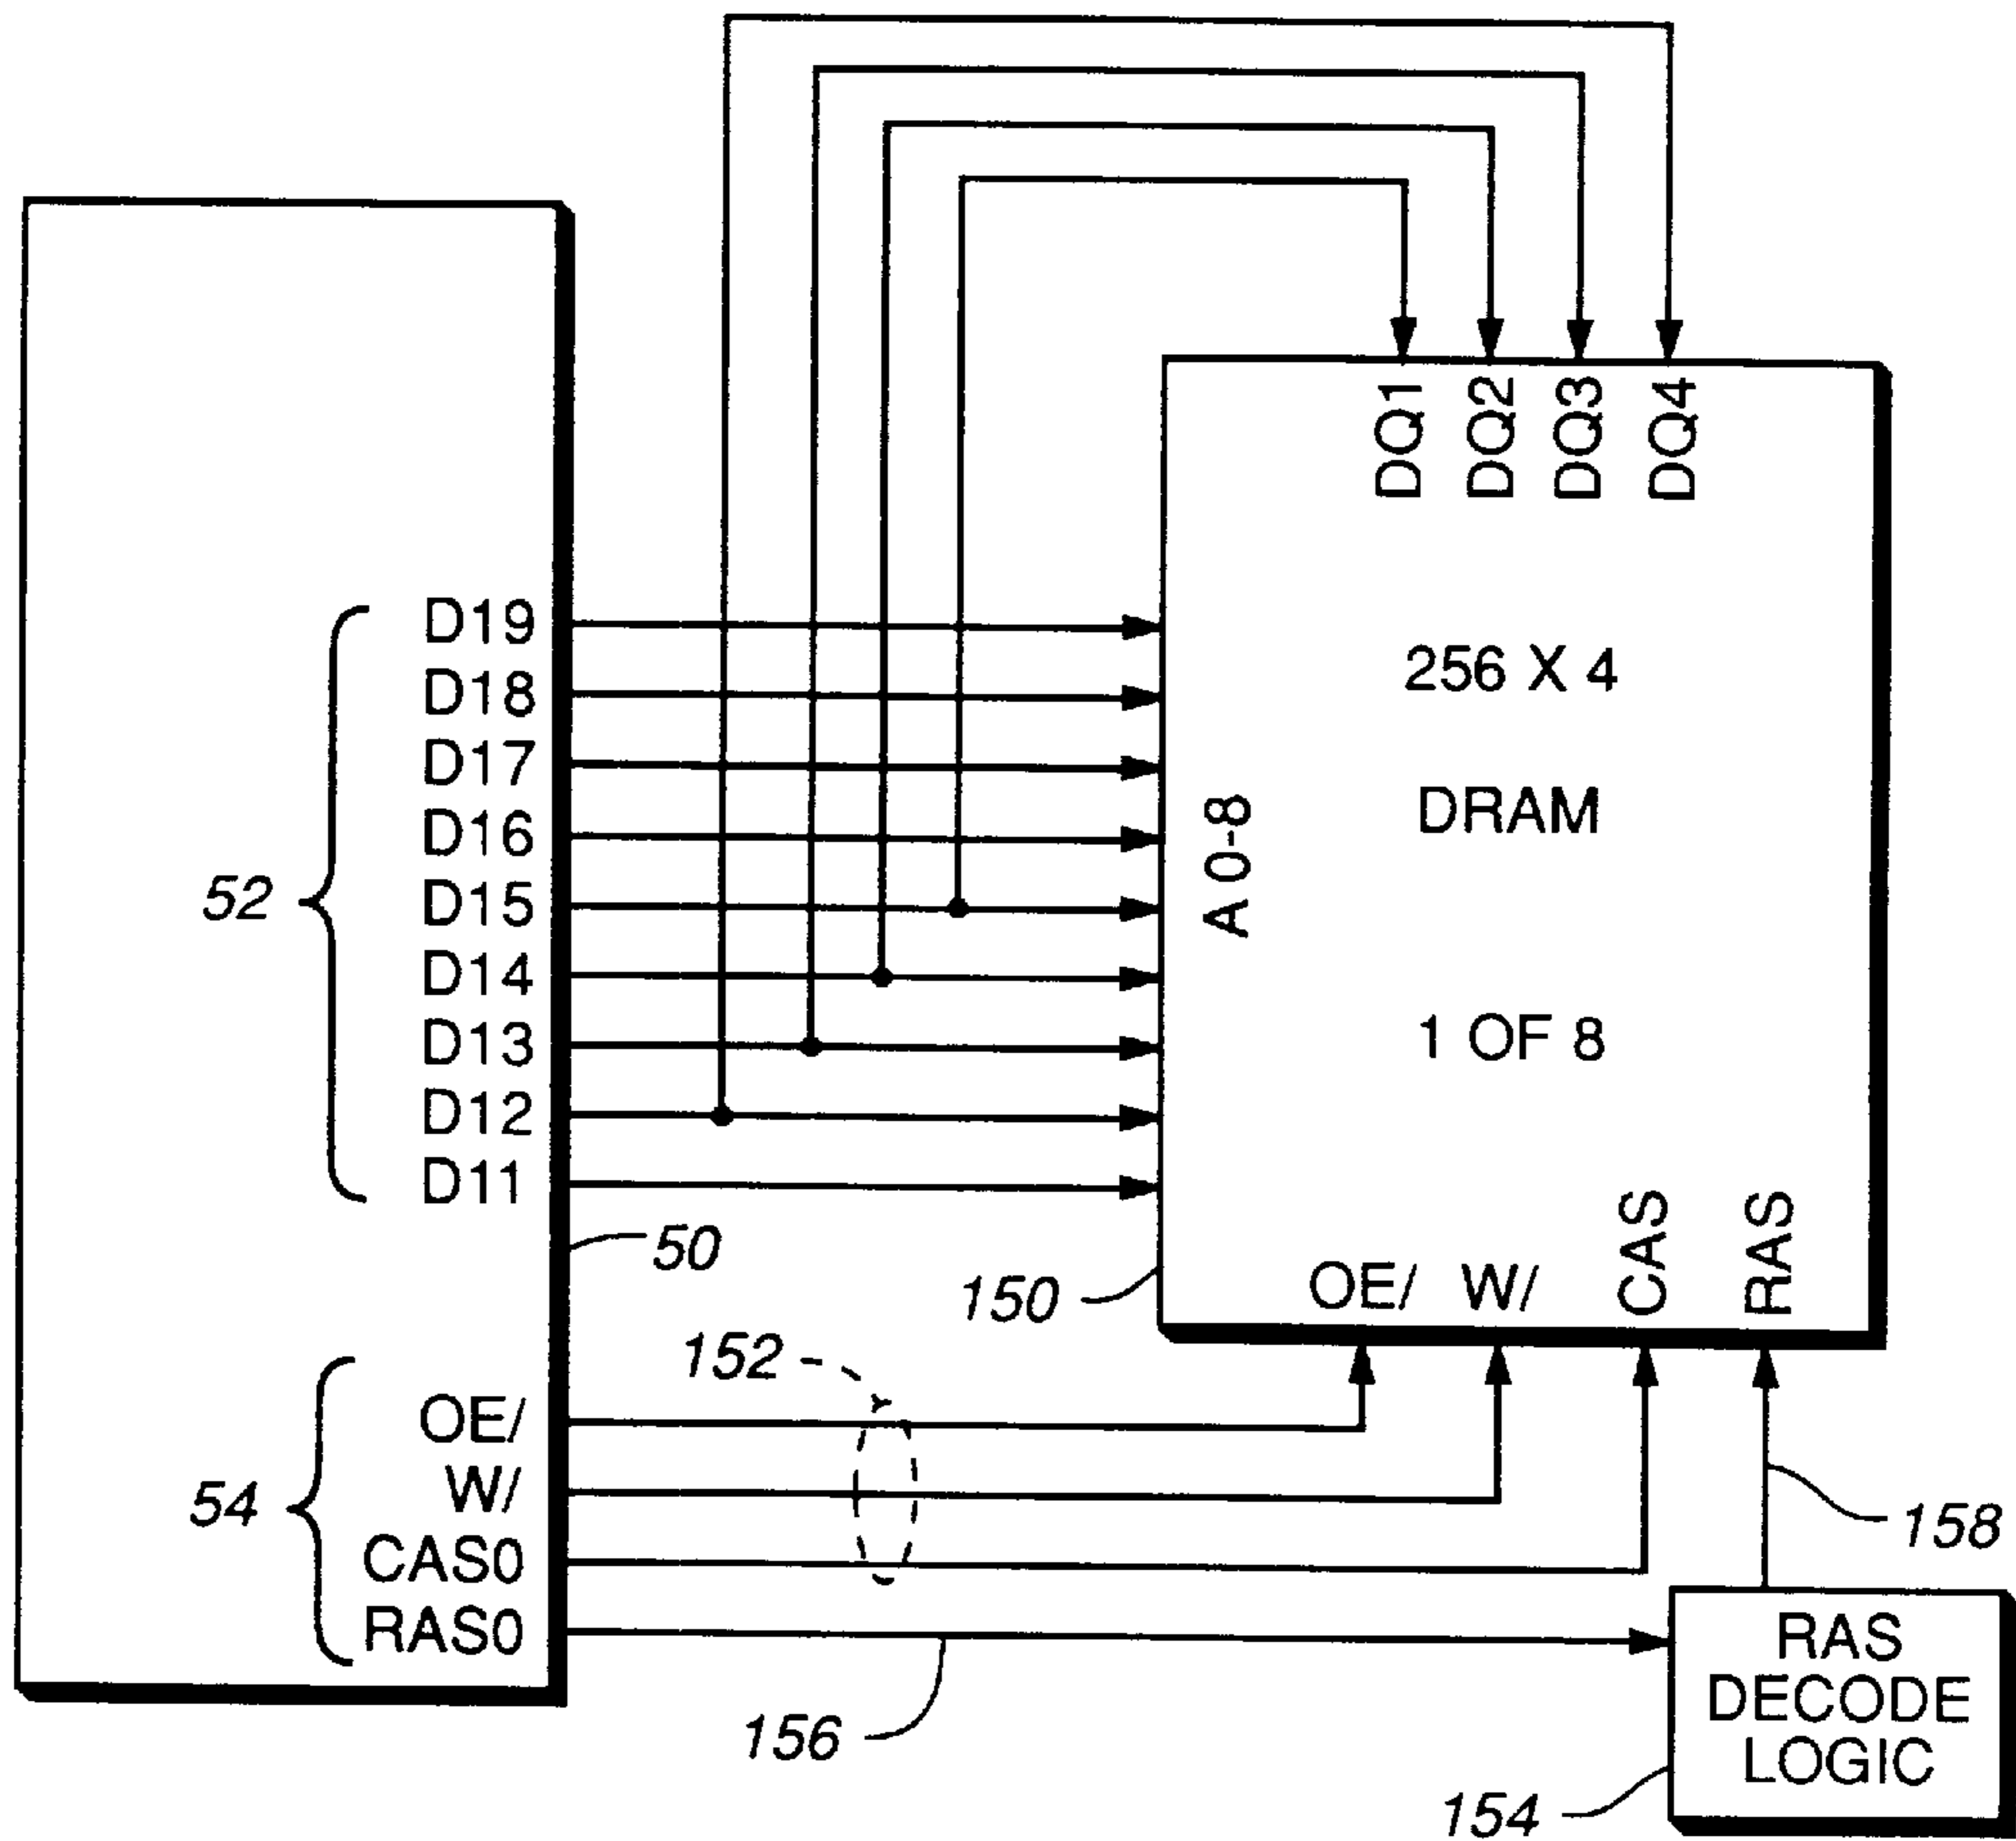 DQ1
DQ2
DQ3
DQ4
D19
D18
D17
D16
D15
D14
D13
D12
D11
52
A 0-8
256 X 4
DRAM
1 OF 8
50
150
OE/
W/
CAS
RAS
152
54
OE/
W/
CAS0
RAS0
156
158
RAS
DECODE
LOGIC
154